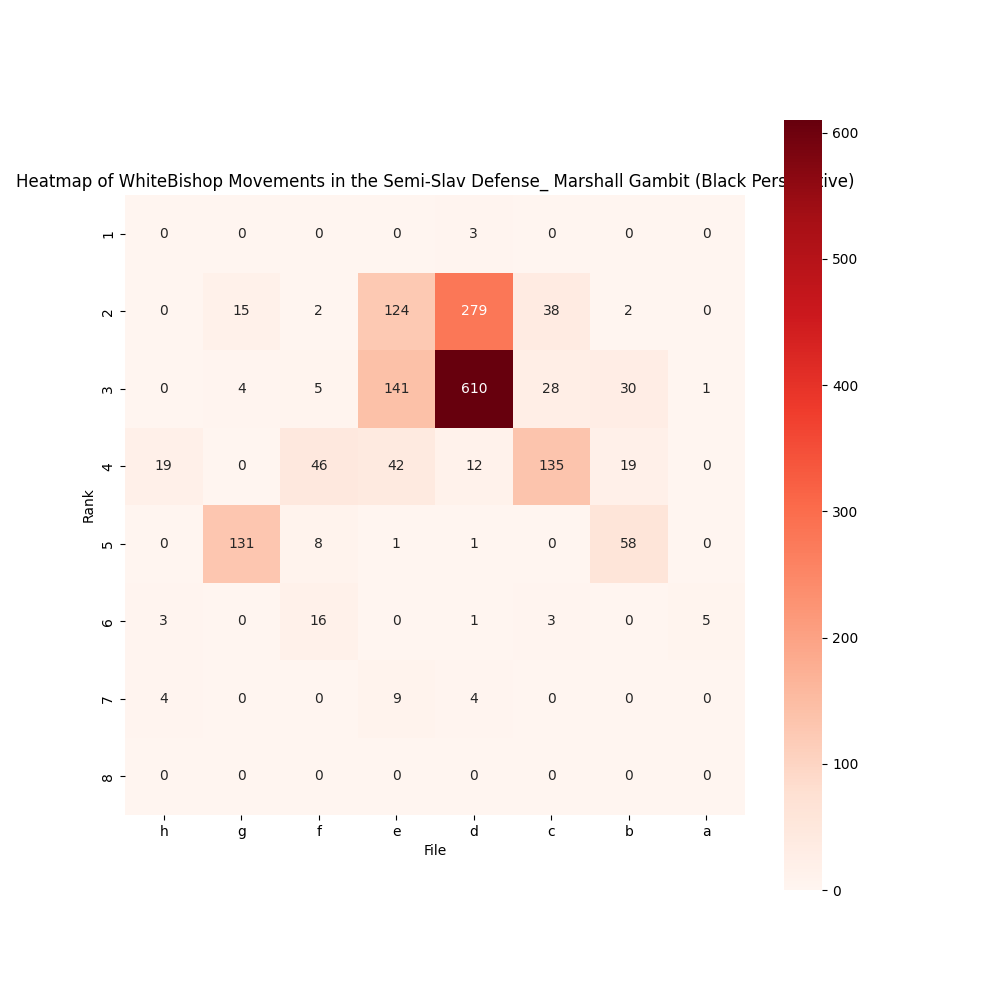 Heatmap of WhiteBishop Movements in the Semi-Slav Defense_ Marshall Gambit (Black Perspective)
1 0 0 0 0 3 0 0 0
2 0 15 2 124 279 38 2 0
3 0 4 5 141 610 28 30 1
4 19 0 46 42 12 135 19 0
Rank
5 0 131 8 1 1 0 58 0
6 3 0 16 0 1 3 0 5
7 4 0 0 9 4 0 0 0
8 0 0 0 0 0 0 0 0
h g f e d c b a
File
600
500
400
300
200
100
0